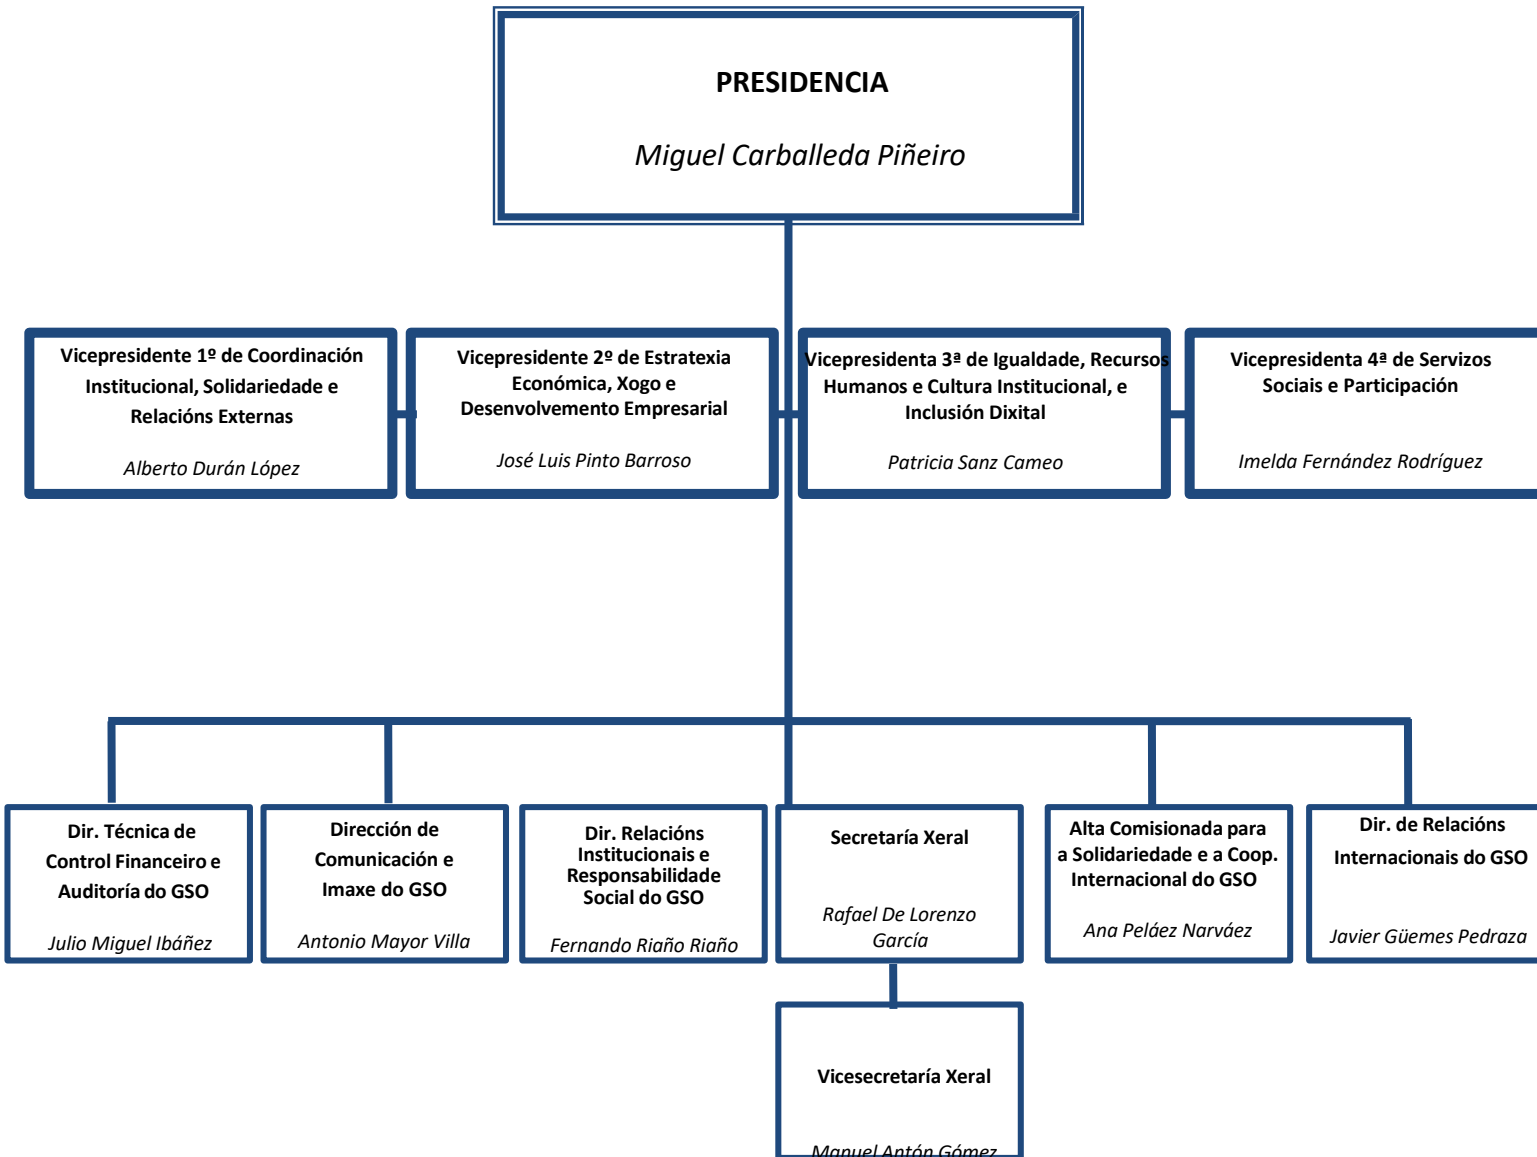 PRESIDENCIA
Miguel Carballeda Piñeiro
Vicepresidente 1º de Coordinación
Institucional, Solidariedade e
Relacións Externas
Alberto Durán López
Vicepresidente 2º de Estratexia
Económica, Xogo e
Desenvolvemento Empresarial
José Luis Pinto Barroso
Vicepresidenta 3ª de Igualdade, Recursos
Humanos e Cultura Institucional, e
Inclusión Dixital
Patricia Sanz Cameo
Vicepresidenta 4ª de Servizos
Sociais e Participación
Imelda Fernández Rodríguez
Dir. Técnica de
Control Financeiro e
Auditoría do GSO
Julio Miguel Ibáñez
Dirección de
Comunicación e
Imaxe do GSO
Antonio Mayor Villa
Dir. Relacións
Institucionais e
Responsabilidade
Social do GSO
Fernando Riaño Riaño
Secretaría Xeral
Rafael De Lorenzo
García
Alta Comisionada para
a Solidariedade e a Coop.
Internacional do GSO
Ana Peláez Narváez
Dir. de Relacións
Internacionais do GSO
Javier Güemes Pedraza
Vicesecretaría Xeral
Manuel Antón Gómez